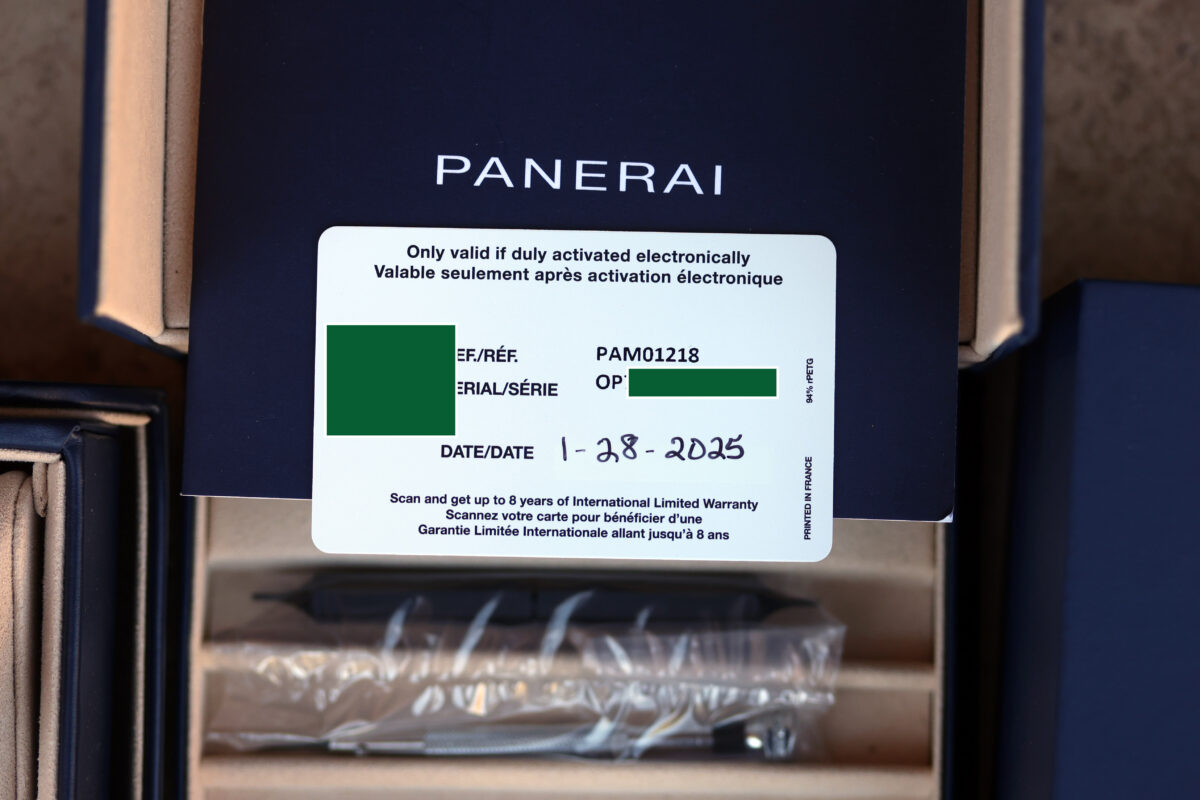 PANERAI
Only valid if duly activated electronically
Valable seulement après activation électronique
EF./RÉF. PAM01218
ERIAL/SÉRIE OP
DATE/DATE 1-28-2025
Scan and get up to 8 years of International Limited Warranty
Scannez votre carte pour bénéficier d'une
Garantie Limitée Internationale allant jusqu'à 8 ans
94% rPETG
PRINTED IN FRANCE